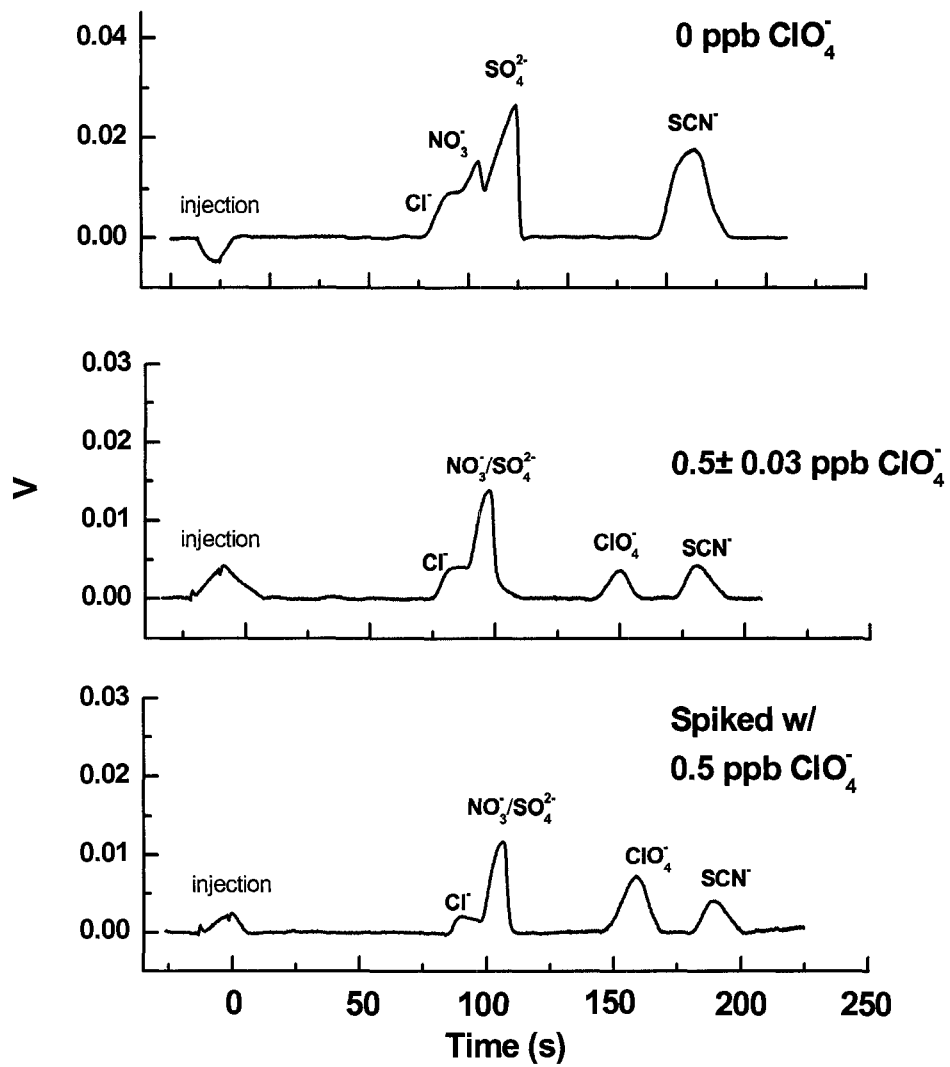 0 ppb ClO₄⁻
0.04
0.02
0.00
injection
Cl⁻
NO₃⁻
SO₄²⁻
SCN⁻
V
0.5± 0.03 ppb ClO₄⁻
0.03
0.02
0.01
0.00
injection
Cl⁻
NO₃⁻/SO₄²⁻
ClO₄⁻
SCN⁻
Spiked w/
0.5 ppb ClO₄⁻
0.03
0.02
0.01
0.00
injection
Cl⁻
NO₃⁻/SO₄²⁻
ClO₄⁻
SCN⁻
0 50 100 150 200 250
Time (s)